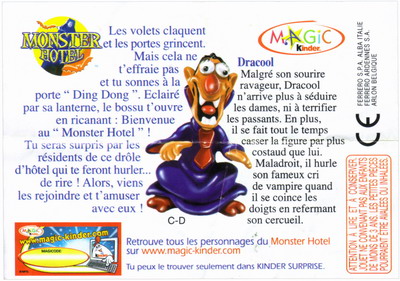 MONSTER
HOTEL
Les volets claquent
et les portes grincent.
Mais cela ne
t'effraie pas
et tu sonnes à la
porte " Ding Dong ". Eclairé
par sa lanterne, le bossu t'ouvre
en ricanant : Bienvenue
au " Monster Hotel " !
Tu seras surpris par les
résidents de ce drôle
d'hôtel qui te feront hurler...
de rire ! Alors, viens
les rejoindre et t'amuser
avec eux !
C-D
MAGiC
Kinder
Dracool
Malgré son sourire
ravageur, Dracool
n'arrive plus à séduire
les dames, ni à terrifier
les passants. En plus,
il se fait tout le temps
casser la figure par plus
costaud que lui.
Maladroit, il hurle
son fameux cri
de vampire quand
il se coince les
doigts en refermant
son cercueil.
FERRERO S.P.A. ALBA ITALIE
FERRERO ARDENNES S.A.
ARLON BELGIQUE
CE
ATTENTION, A LIRE ET A CONSERVER:
JOUET NE CONVENANT PAS AUX ENFANTS
DE MOINS DE 3 ANS. LES PETITES PIECES
POURRAIENT ETRE AVALEES OU INHALEES.
MAGiC
www.magic-kinder.com
MAGICODE
Retrouve tous les personnages du Monster Hotel
sur www.magic-kinder.com
Tu peux le trouver seulement dans KINDER SURPRISE.